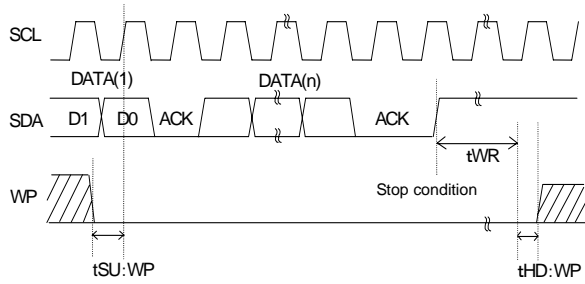 SCL
DATA(1) DATA(n)
SDA D1 D0 ACK ACK
tWR
Stop condition
WP
tSU:WP tHD:WP